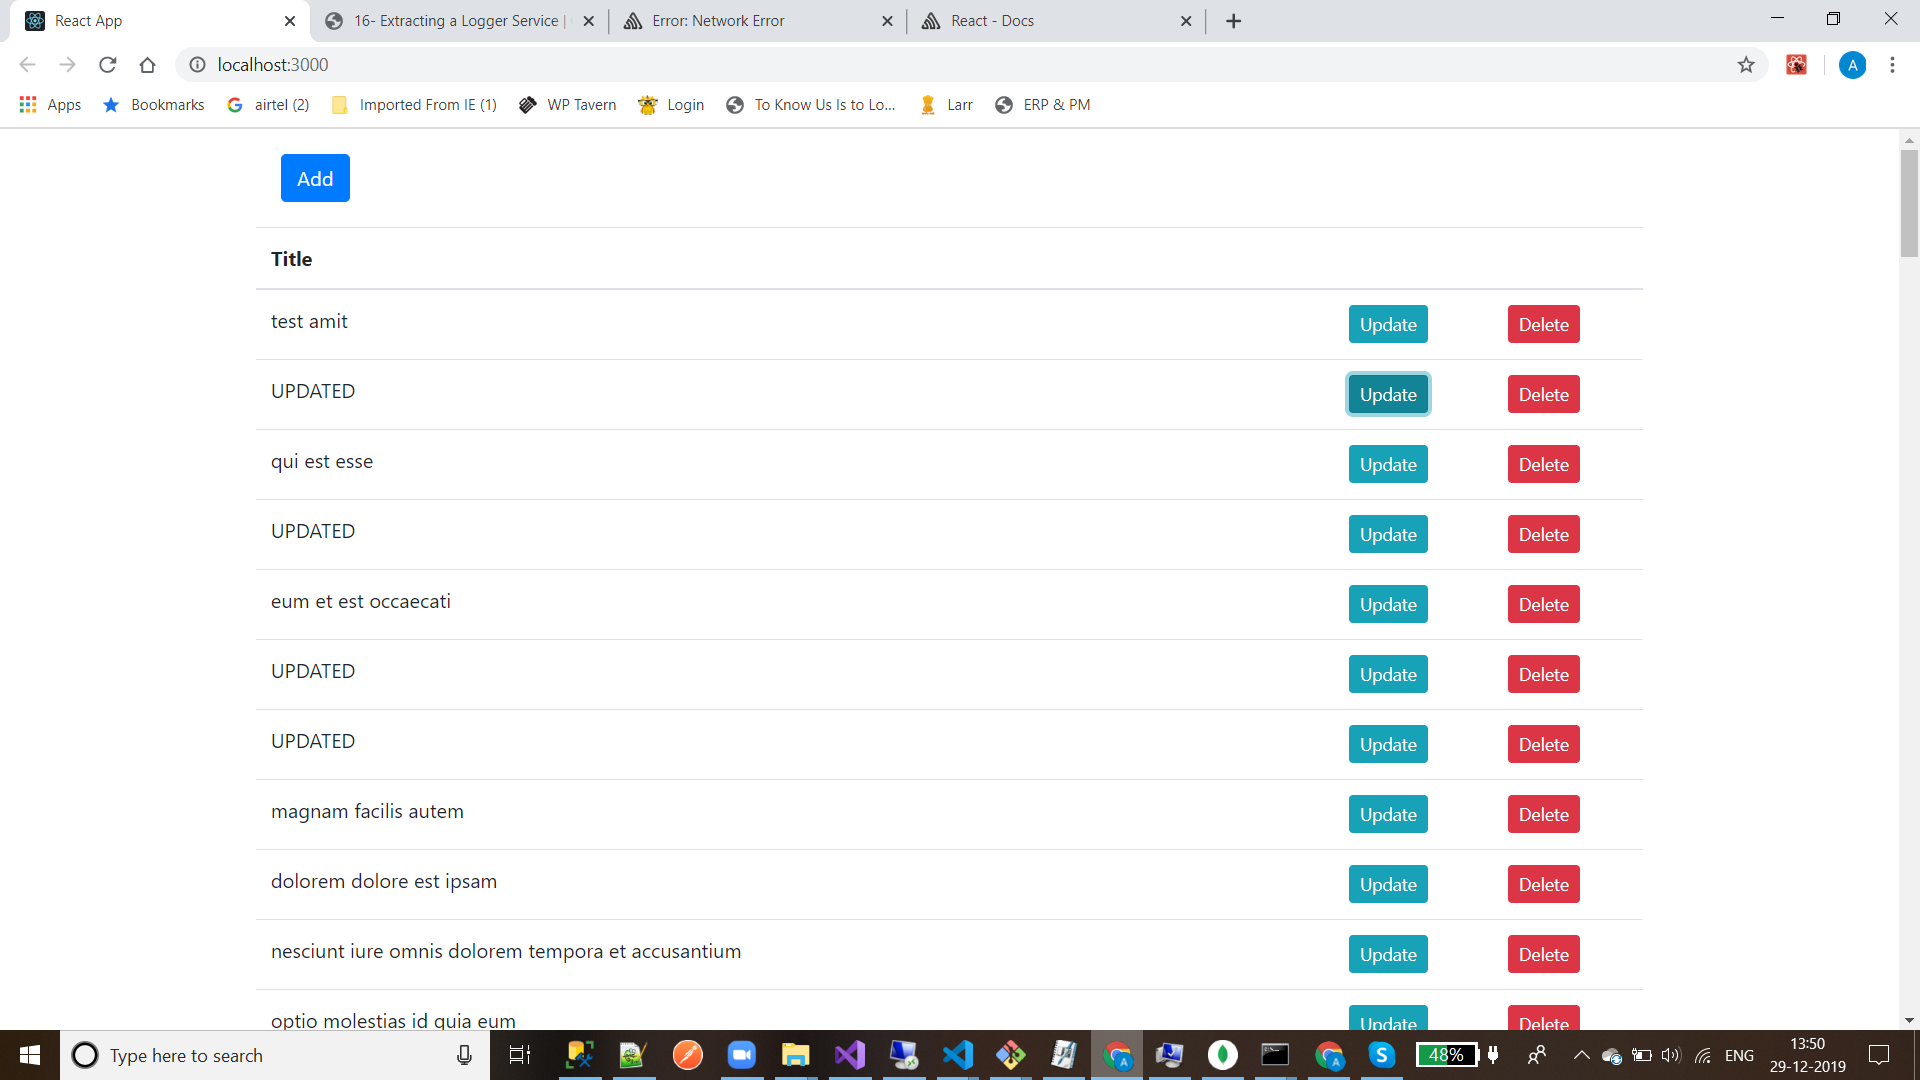 React App
16- Extracting a Logger Service |
Error: Network Error
React - Docs
localhost:3000
A
Apps
Bookmarks
airtel (2)
Imported From IE (1)
WP Tavern
Login
To Know Us Is to Lo...
Larr
ERP & PM
Add
Title
test amit Update Delete
UPDATED Update Delete
qui est esse Update Delete
UPDATED Update Delete
eum et est occaecati Update Delete
UPDATED Update Delete
UPDATED Update Delete
magnam facilis autem Update Delete
dolorem dolore est ipsam Update Delete
nesciunt iure omnis dolorem tempora et accusantium Update Delete
optio molestias id quia eum Update Delete
Type here to search
48%
ENG
13:50
29-12-2019